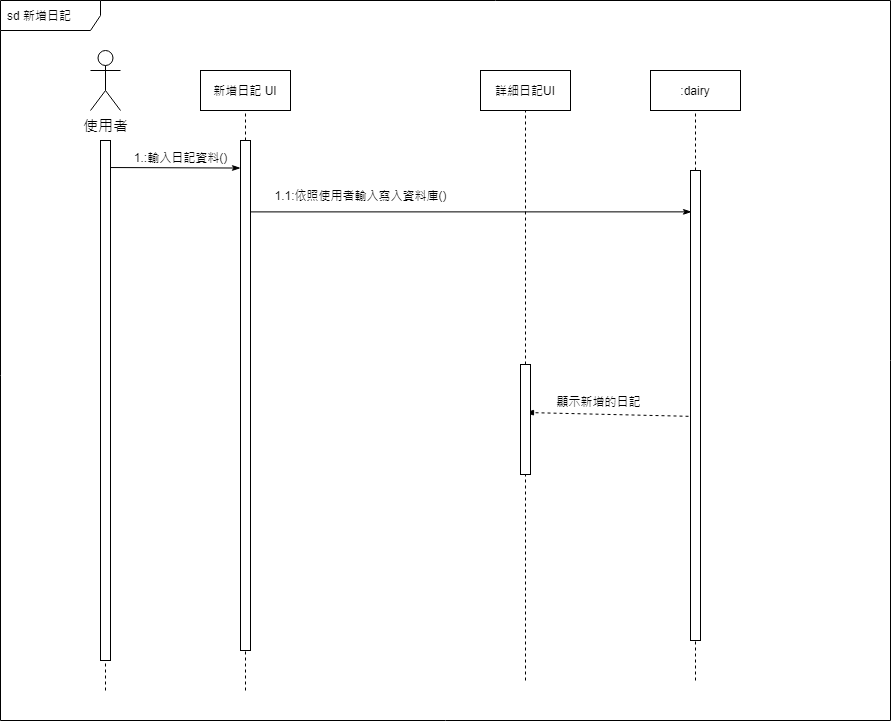 sd 新增日記
使用者
新增日記 UI
詳細日記UI
:dairy
1.:輸入日記資料()
1.1:依照使用者輸入寫入資料庫()
顯示新增的日記